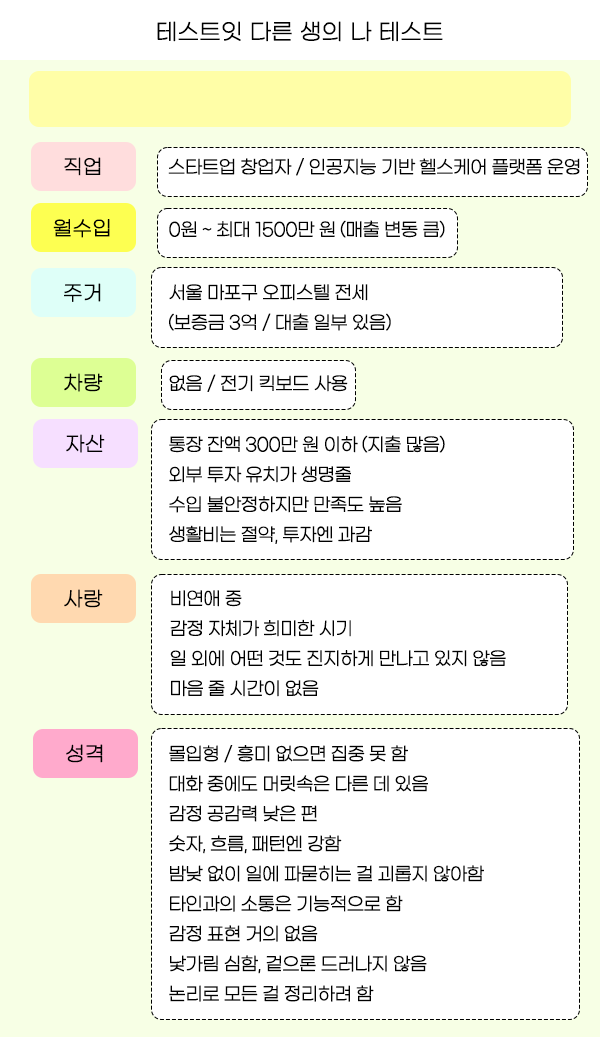 테스트잇 다른 생의 나 테스트
직업
스타트업 창업자 / 인공지능 기반 헬스케어 플랫폼 운영
월수입
0원 ~ 최대 1500만 원 (매출 변동 큼)
주거
서울 마포구 오피스텔 전세
(보증금 3억 / 대출 일부 있음)
차량
없음 / 전기 킥보드 사용
자산
통장 잔액 300만 원 이하 (지출 많음)
외부 투자 유치가 생명줄
수입 불안정하지만 만족도 높음
생활비는 절약, 투자엔 과감
사랑
비연애 중
감정 자체가 희미한 시기
일 외에 어떤 것도 진지하게 만나고 있지 않음
마음 줄 시간이 없음
성격
몰입형 / 흥미 없으면 집중 못 함
대화 중에도 머릿속은 다른 데 있음
감정 공감력 낮은 편
숫자, 흐름, 패턴엔 강함
밤낮 없이 일에 파묻히는 걸 괴롭지 않아함
타인과의 소통은 기능적으로 함
감정 표현 거의 없음
낯가림 심함, 겉으론 드러나지 않음
논리로 모든 걸 정리하려 함